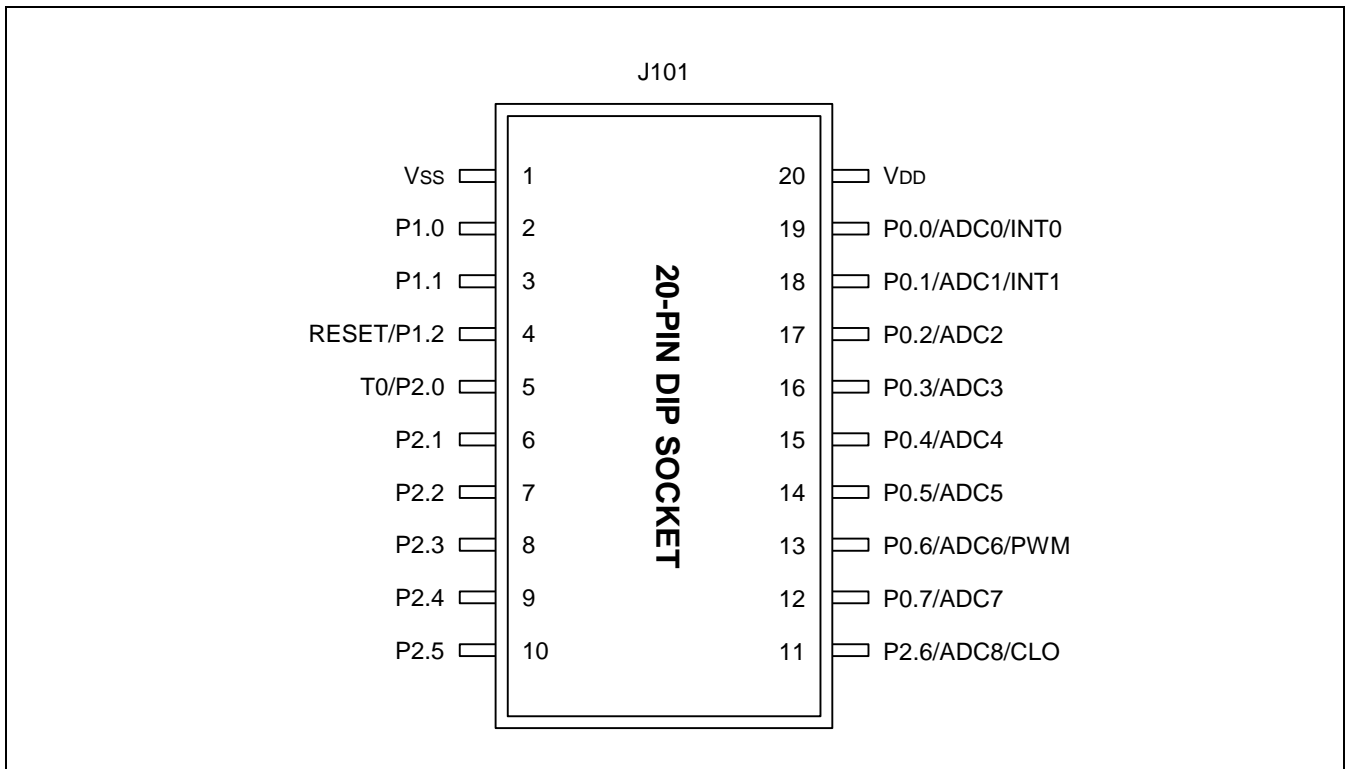 J101
Vss 1 20 VDD
P1.0 2 19 P0.0/ADC0/INT0
P1.1 3 18 P0.1/ADC1/INT1
RESET/P1.2 4 17 P0.2/ADC2
T0/P2.0 5 16 P0.3/ADC3
P2.1 6 15 P0.4/ADC4
P2.2 7 14 P0.5/ADC5
P2.3 8 13 P0.6/ADC6/PWM
P2.4 9 12 P0.7/ADC7
P2.5 10 11 P2.6/ADC8/CLO
20-PIN DIP SOCKET